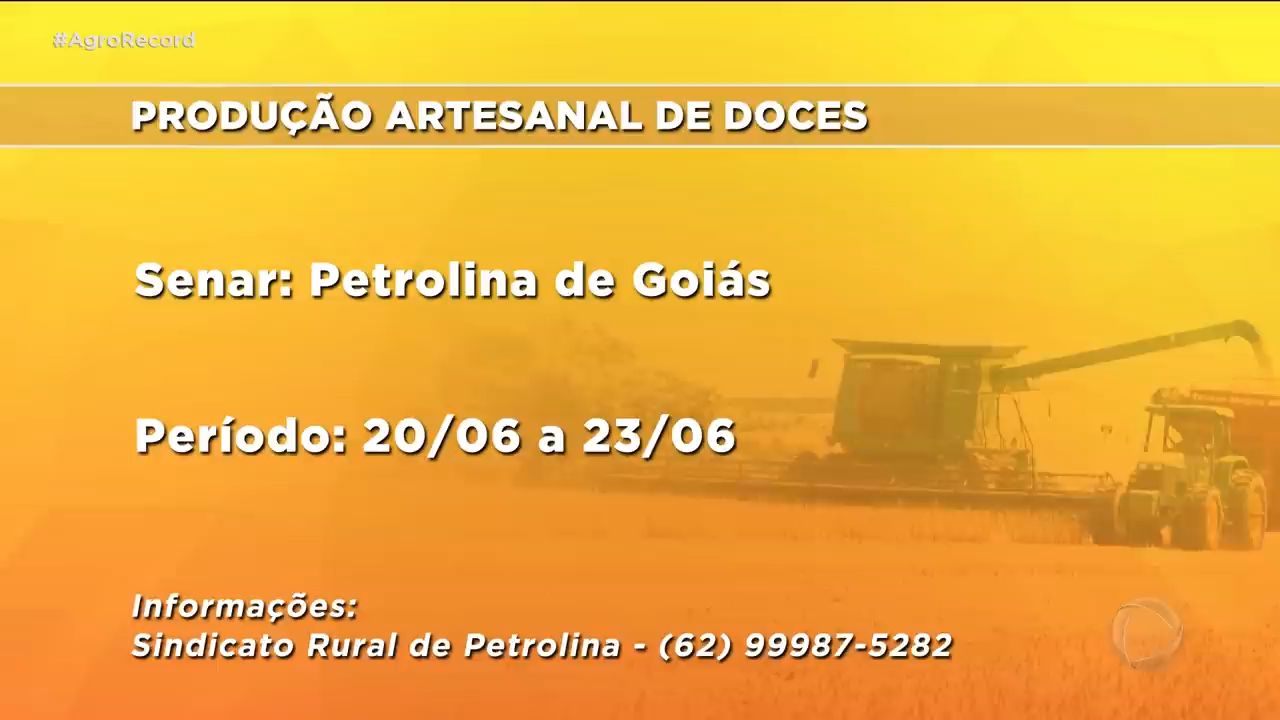 #AgroRecord
PRODUÇÃO ARTESANAL DE DOCES
Senar: Petrolina de Goiás
Período: 20/06 a 23/06
Informações:
Sindicato Rural de Petrolina - (62) 99987-5282